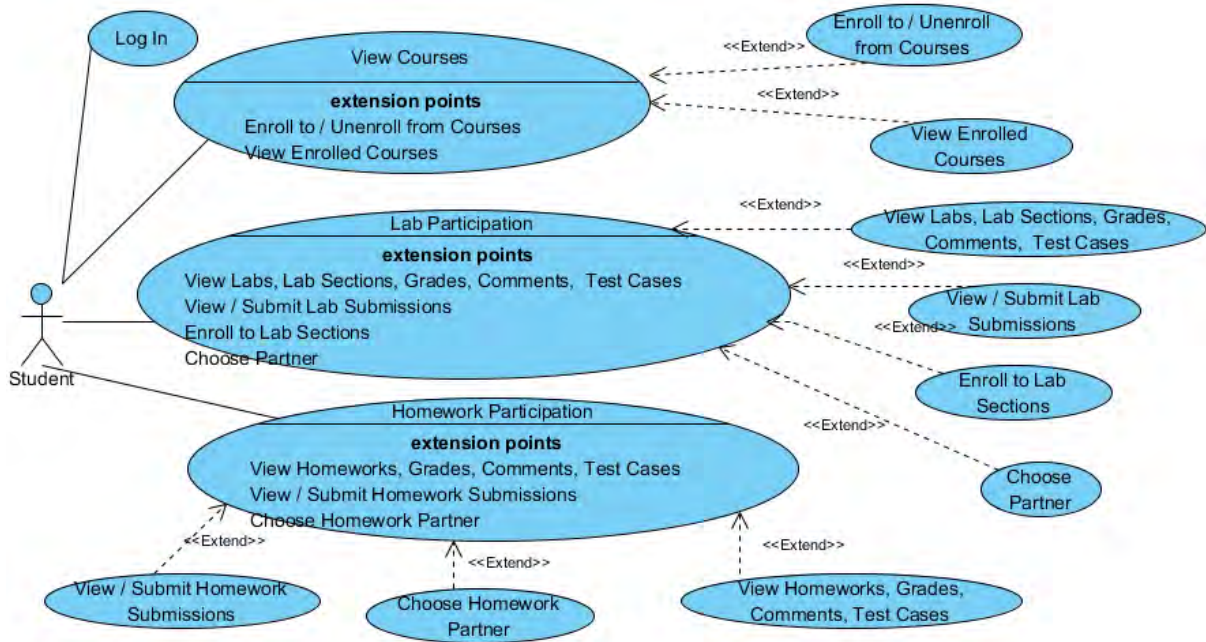 Log In
View Courses
extension points
Enroll to / Unenroll from Courses
View Enrolled Courses
<<Extend>>
Enroll to / Unenroll
from Courses
<<Extend>>
View Enrolled
Courses
Lab Participation
extension points
View Labs, Lab Sections, Grades, Comments, Test Cases
View / Submit Lab Submissions
Enroll to Lab Sections
Choose Partner
<<Extend>>
View Labs, Lab Sections, Grades,
Comments, Test Cases
<<Extend>>
View / Submit Lab
Submissions
<<Extend>>
Enroll to Lab
Sections
<<Extend>>
Choose
Partner
Student
Homework Participation
extension points
View Homeworks, Grades, Comments, Test Cases
View / Submit Homework Submissions
Choose Homework Partner
<<Extend>>
View / Submit Homework
Submissions
<<Extend>>
Choose Homework
Partner
<<Extend>>
View Homeworks, Grades,
Comments, Test Cases